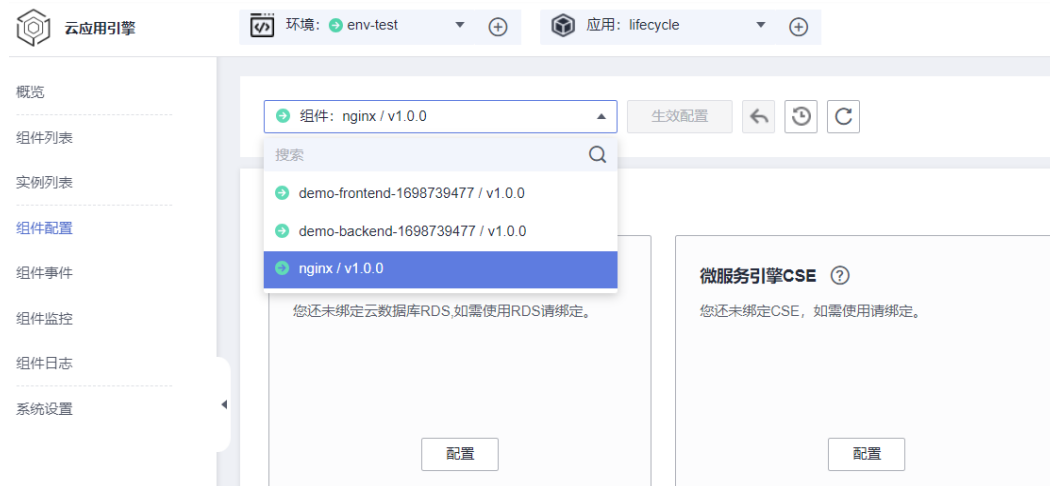 云应用引擎
环境： env-test
应用：lifecycle
概览
组件列表
实例列表
组件配置
组件事件
组件监控
组件日志
系统设置
组件：nginx / v1.0.0
生效配置
搜索
demo-frontend-1698739477 / v1.0.0
demo-backend-1698739477 / v1.0.0
nginx / v1.0.0
您还未绑定云数据库RDS,如需使用RDS请绑定。
配置
微服务引擎CSE ?
您还未绑定CSE，如需使用请绑定。
配置